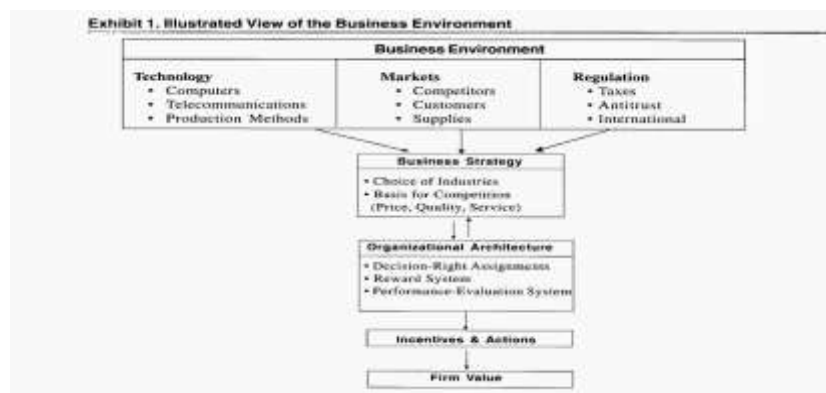 Exhibit 1. Illustrated View of the Business Environment
Business Environment
Technology
• Computers
• Telecommunications
• Production Methods
Markets
• Competitors
• Customers
• Supplies
Regulation
• Taxes
• Antitrust
• International
Business Strategy
• Choice of Industries
• Basis for Competition
(Price, Quality, Service)
Organizational Architecture
• Decision-Right Assignments
• Reward System
• Performance-Evaluation System
Incentives & Actions
Firm Value